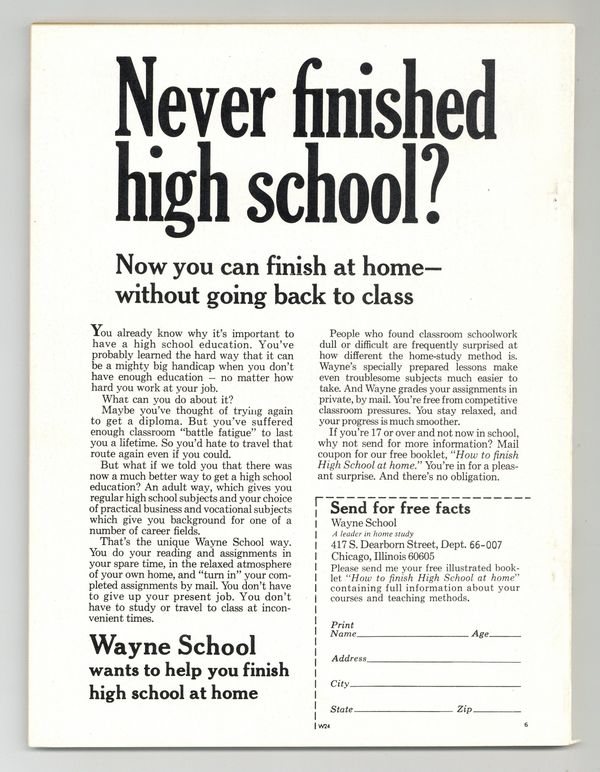 Never finished
high school?
Now you can finish at home—
without going back to class
You already know why it's important to
have a high school education. You've
probably learned the hard way that it can
be a mighty big handicap when you don't
have enough education — no matter how
hard you work at your job.
What can you do about it?
Maybe you've thought of trying again
to get a diploma. But you've suffered
enough classroom "battle fatigue" to last
you a lifetime. So you'd hate to travel that
route again even if you could.
But what if we told you that there was
now a much better way to get a high school
education? An adult way, which gives you
regular high school subjects and your choice
of practical business and vocational subjects
which give you background for one of a
number of career fields.
That's the unique Wayne School way.
You do your reading and assignments in
your spare time, in the relaxed atmosphere
of your own home, and "turn in" your com-
pleted assignments by mail. You don't have
to give up your present job. You don't
have to study or travel to class at incon-
venient times.
Wayne School
wants to help you finish
high school at home
People who found classroom schoolwork
dull or difficult are frequently surprised at
how different the home-study method is.
Wayne's specially prepared lessons make
even troublesome subjects much easier to
take. And Wayne grades your assignments in
private, by mail. You're free from competitive
classroom pressures. You stay relaxed, and
your progress is much smoother.
If you're 17 or over and not now in school,
why not send for more information? Mail
coupon for our free booklet, "How to finish
High School at home." You're in for a pleas-
ant surprise. And there's no obligation.
Send for free facts
Wayne School
A leader in home study
417 S. Dearborn Street, Dept. 66-007
Chicago, Illinois 60605
Please send me your free illustrated book-
let "How to finish High School at home"
containing full information about your
courses and teaching methods.
Print
Name Age
Address
City
State Zip
W24 6